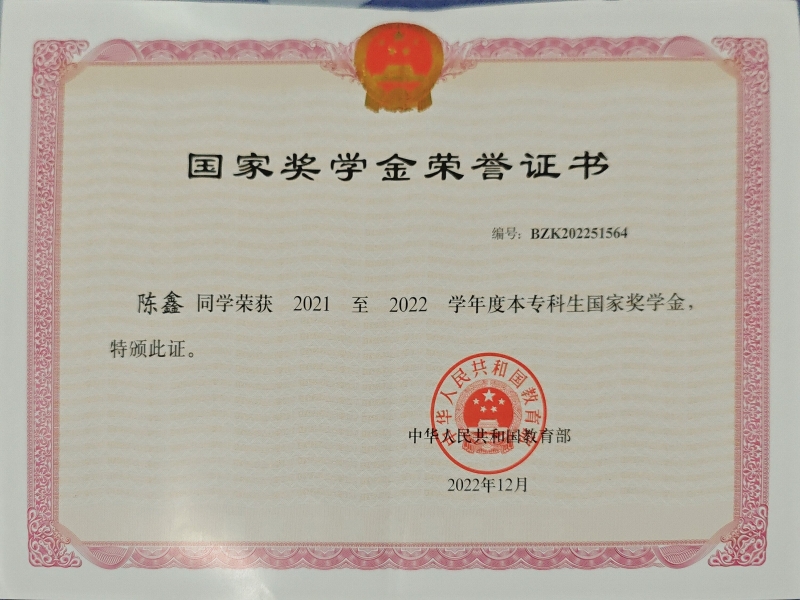 国家奖学金荣誉证书
编号：BZK202251564
陈鑫 同学荣获 2021 至 2022 学年度本专科生国家奖学金，
特颁此证。
中华人民共和国教育部
中华人民共和国教育部
2022年12月